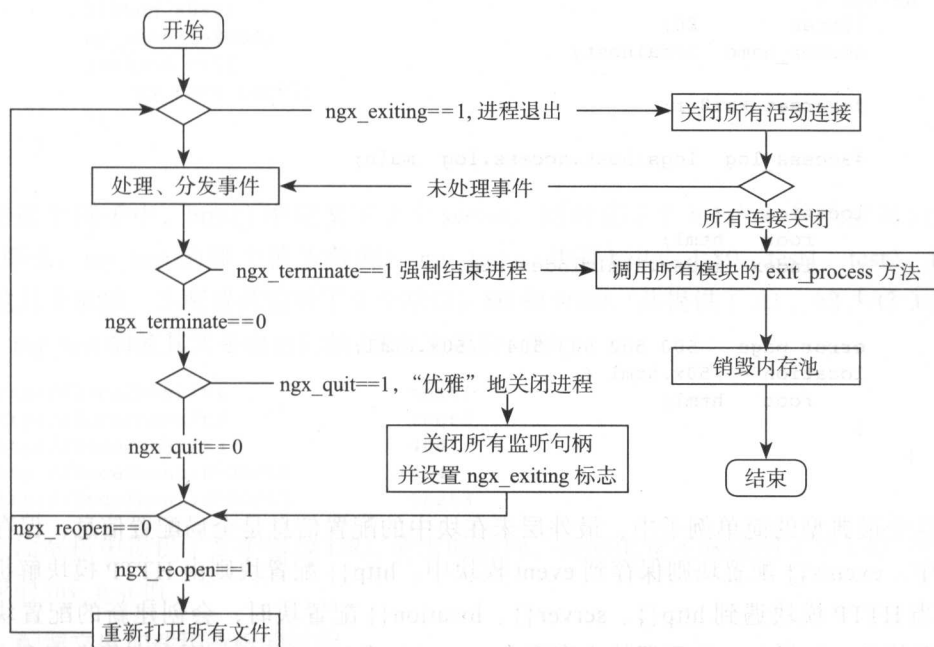 开始
ngx_exiting==1, 进程退出
关闭所有活动连接
处理、分发事件
未处理事件
所有连接关闭
ngx_terminate==1 强制结束进程
调用所有模块的 exit_process 方法
ngx_terminate==0
销毁内存池
ngx_quit==1，“优雅”地关闭进程
关闭所有监听句柄
并设置 ngx_exiting 标志
ngx_quit==0
结束
ngx_reopen==0
ngx_reopen==1
重新打开所有文件